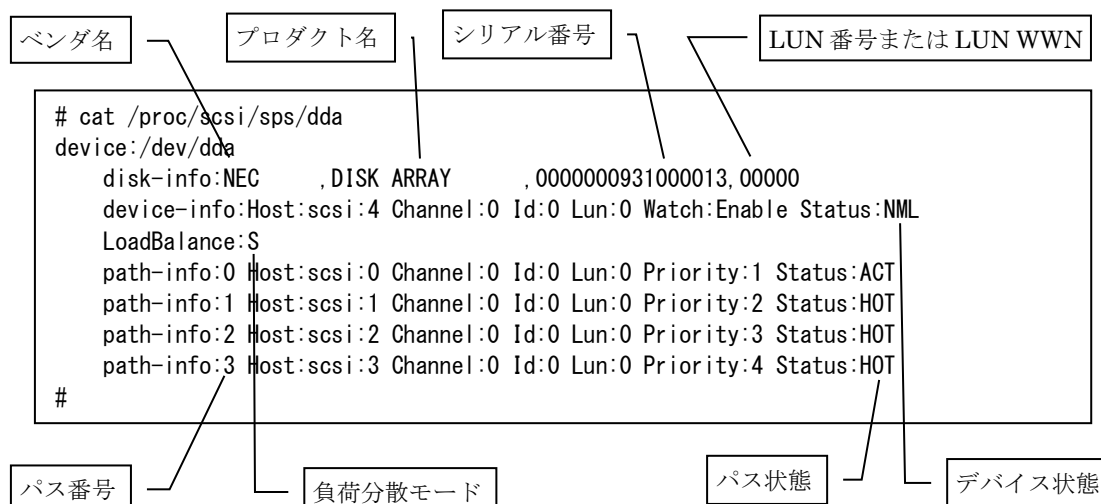 ベンダ名
プロダクト名
シリアル番号
LUN 番号または LUN WWN
# cat /proc/scsi/sps/dda
device:/dev/dda
disk-info:NEC     ,DISK ARRAY      ,0000000931000013,00000
device-info:Host:scsi:4 Channel:0 Id:0 Lun:0 Watch:Enable Status:NML
LoadBalance:S
path-info:0 Host:scsi:0 Channel:0 Id:0 Lun:0 Priority:1 Status:ACT
path-info:1 Host:scsi:1 Channel:0 Id:0 Lun:0 Priority:2 Status:HOT
path-info:2 Host:scsi:2 Channel:0 Id:0 Lun:0 Priority:3 Status:HOT
path-info:3 Host:scsi:3 Channel:0 Id:0 Lun:0 Priority:4 Status:HOT
#
パス番号
負荷分散モード
パス状態
デバイス状態